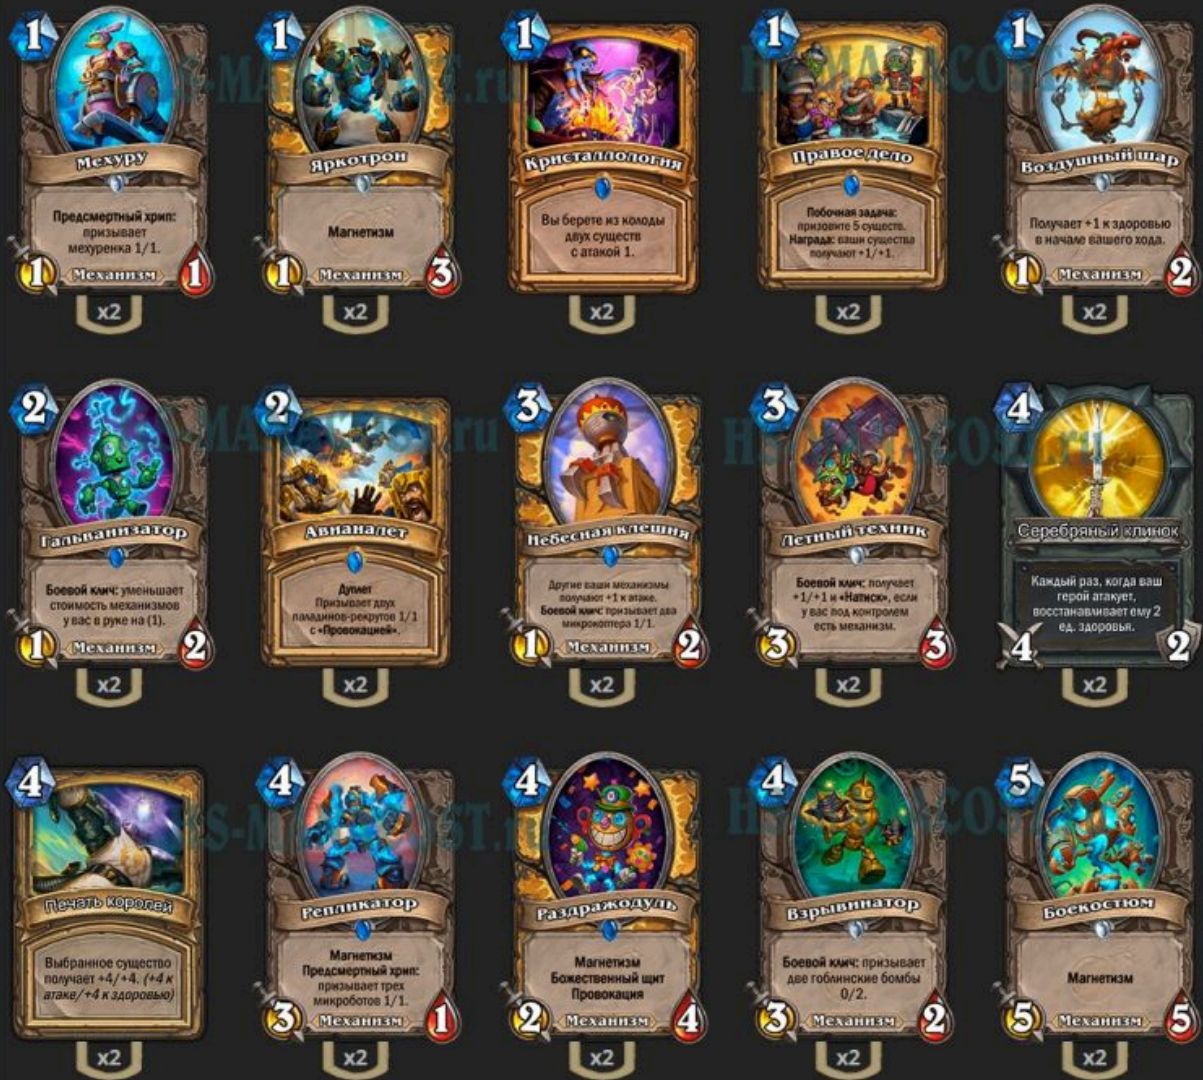 1
Мехуру
Предсмертный хрип:
призывает
мехуренка 1/1.
1 Механизм 1
x2
1
Яркотрон
Магнетизм
1 Механизм 3
x2
1
Кристаллология
Вы берете из колоды
двух существ
с атакой 1.
x2
1
Правое дело
Побочная задача:
призовите 5 существ.
Награда: ваши существа
получают +1/+1.
x2
1
Воздушный шар
Получает +1 к здоровью
в начале вашего хода.
1 Механизм 2
x2
2
Гальванизатор
Боевой клич: уменьшает
стоимость механизмов
у вас в руке на (1).
1 Механизм 2
x2
2
Авианалет
Дуплет
Призывает двух
паладинов-рекрутов 1/1
с «Провокацией».
x2
3
Небесная клешня
Другие ваши механизмы
получают +1 к атаке.
Боевой клич: призывает два
микрокоптера 1/1.
1 Механизм 2
x2
3
Летный техник
Боевой клич: получает
+1/+1 и «Натиск», если
у вас под контролем
есть механизм.
3 3
x2
4
Серебряный клинок
Каждый раз, когда ваш
герой атакует,
восстанавливает ему 2
ед. здоровья.
4 2
x2
4
Печать королей
Выбранное существо
получает +4/+4. (+4 к
атаке/+4 к здоровью)
x2
4
Репликатор
Магнетизм
Предсмертный хрип:
призывает трех
микроботов 1/1.
3 Механизм 1
x2
4
Раздражодуль
Магнетизм
Божественный щит
Провокация
2 Механизм 4
x2
4
Взрывинатор
Боевой клич: призывает
две гоблинские бомбы
0/2.
3 Механизм 2
x2
5
Боекостюм
Магнетизм
5 Механизм 5
x2
HS-MANACOST.ru